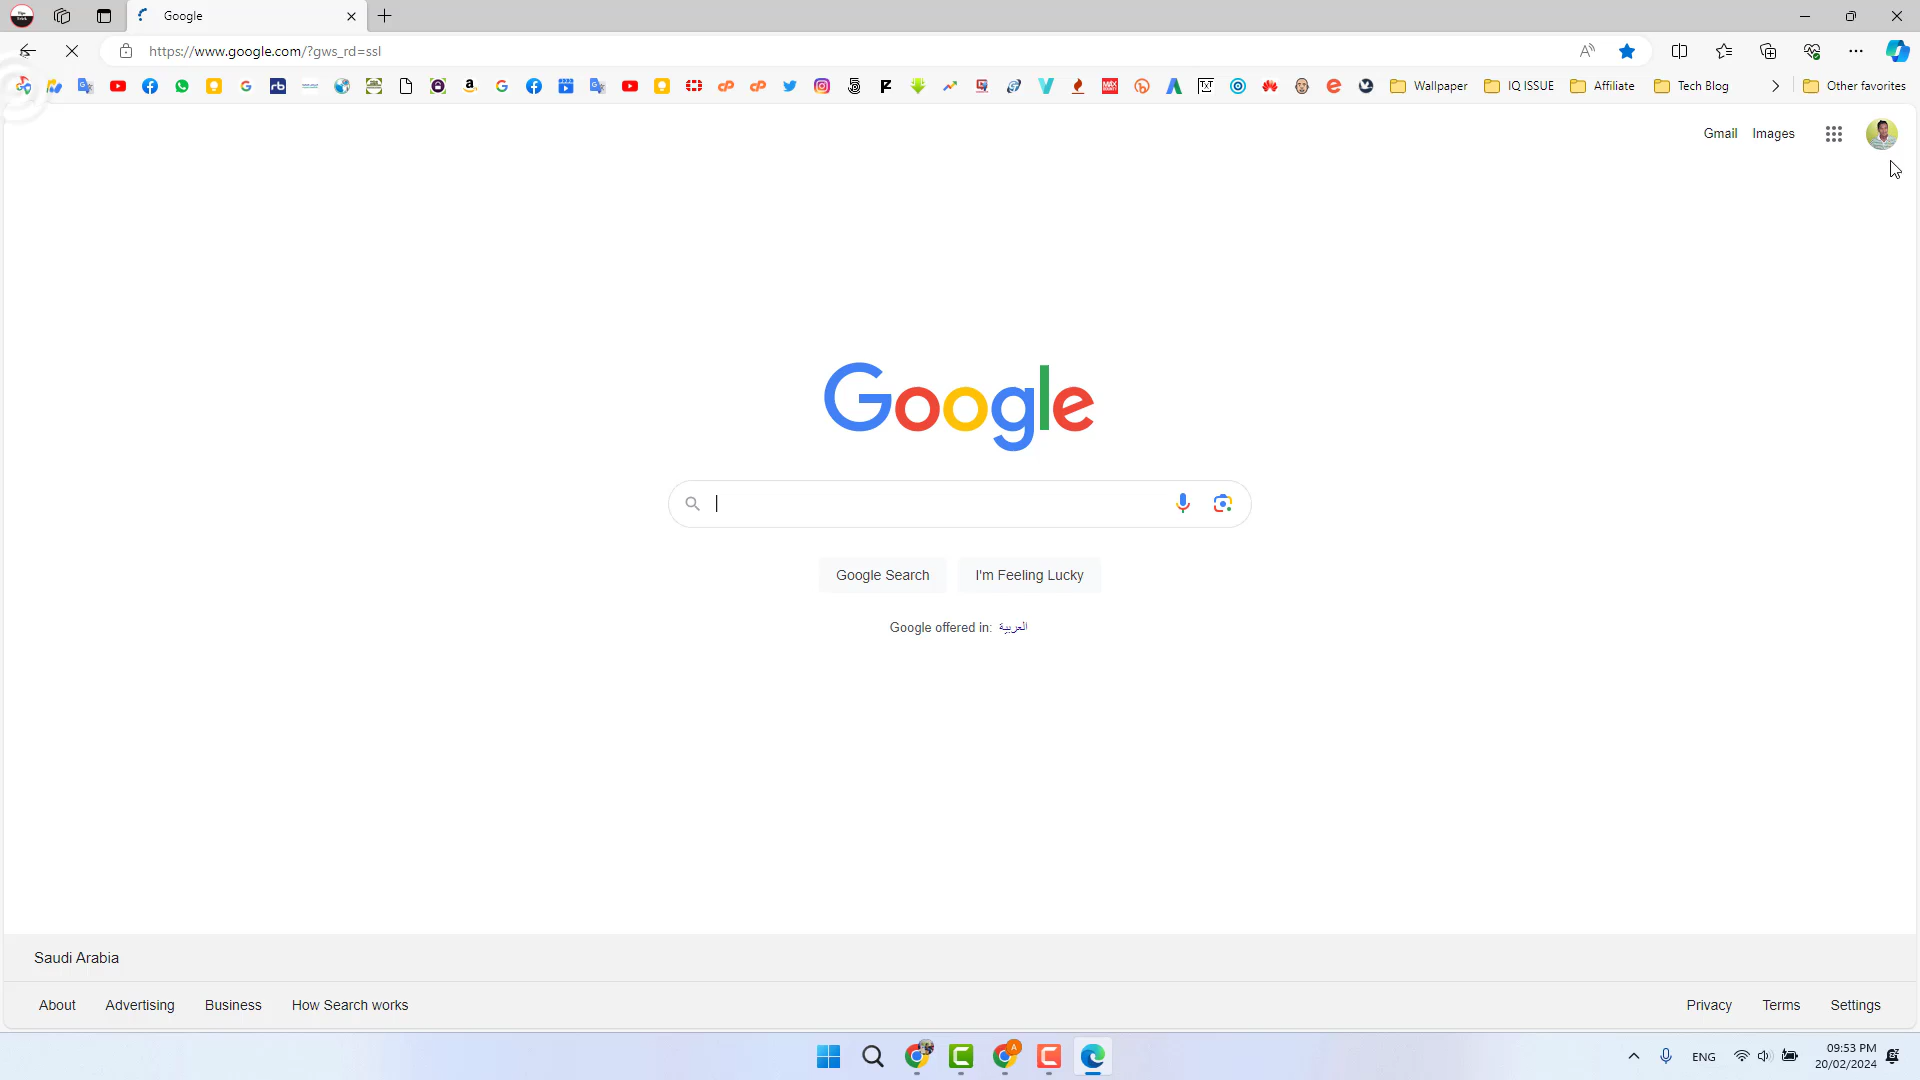 Google
https://www.google.com/?gws_rd=ssl
rb
Wallpaper
IQ ISSUE
Affiliate
Tech Blog
Other favorites
Gmail
Images
Google
Google Search
I'm Feeling Lucky
Google offered in: العربية
Saudi Arabia
About
Advertising
Business
How Search works
Privacy
Terms
Settings
ENG
09:53 PM
20/02/2024